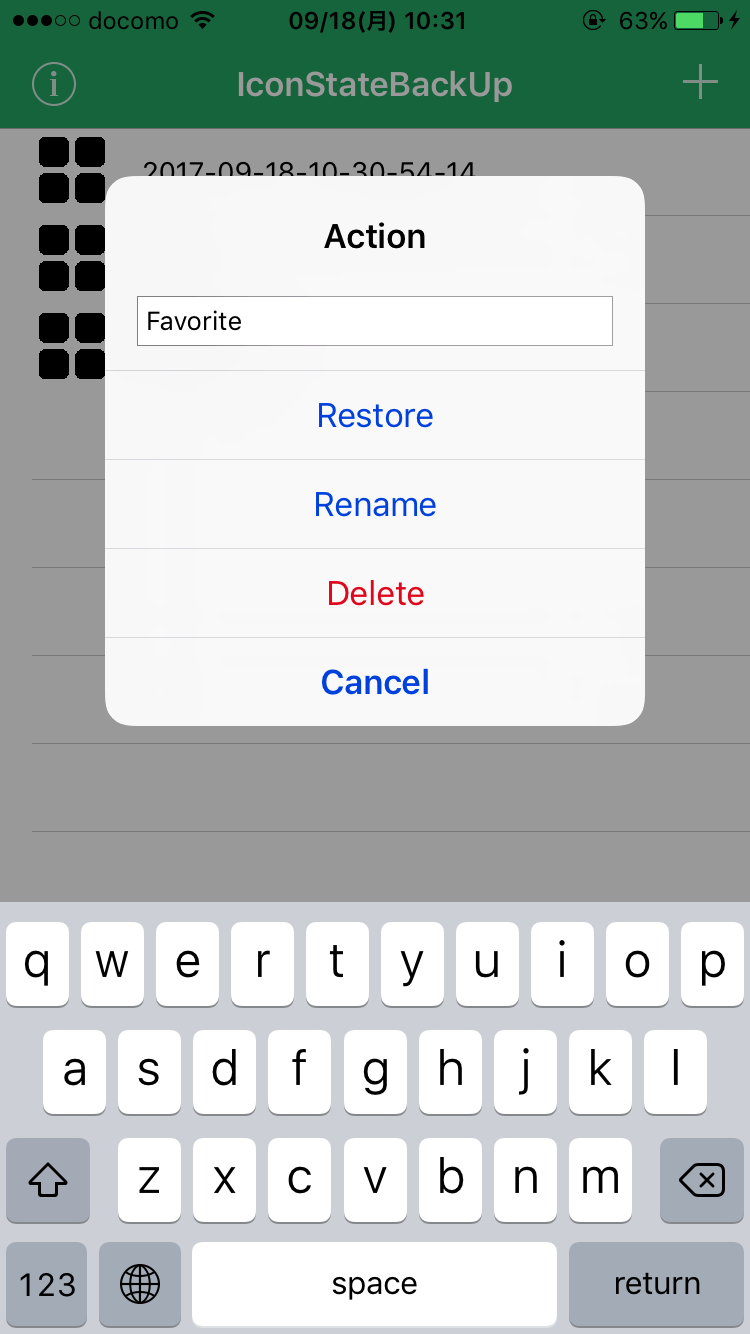 docomo 09/18(月) 10:31 63%
IconStateBackUp
2017-09-18-10-30-54-14
Action
Favorite
Restore
Rename
Delete
Cancel
q w e r t y u i o p
a s d f g h j k l
z x c v b n m
123 space return